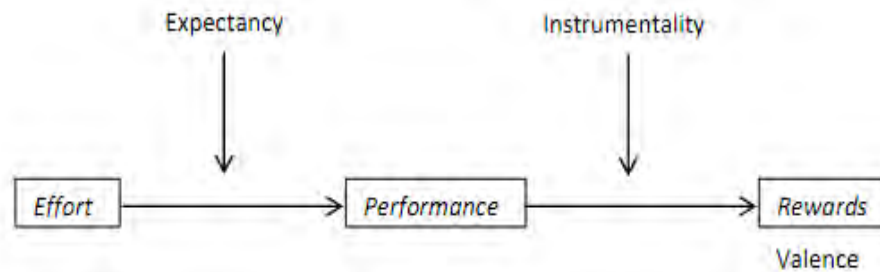 Expectancy Instrumentality
Effort Performance Rewards
Valence